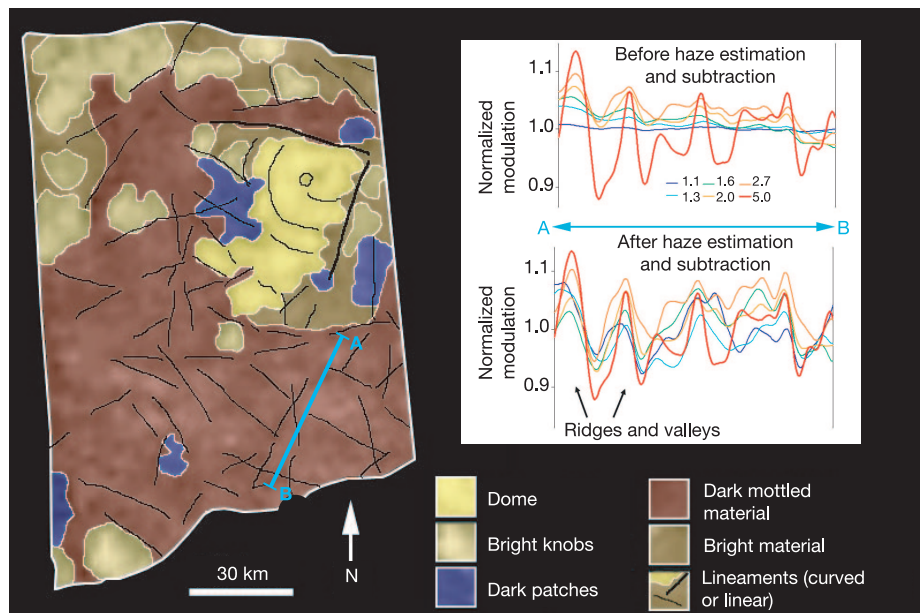 Before haze estimation
and subtraction
Normalized
modulation
1.1
1.0
0.9
1.1 1.6 2.7
1.3 2.0 5.0
A B
After haze estimation
and subtraction
Normalized
modulation
1.1
1.0
0.9
Ridges and valleys
A
B
30 km
N
Dome
Bright knobs
Dark patches
Dark mottled
material
Bright material
Lineaments (curved
or linear)